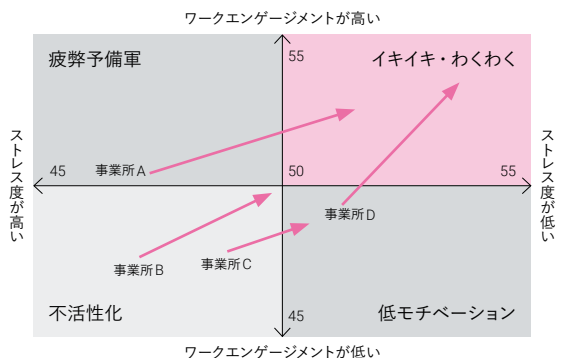 ワークエンゲージメントが高い
疲弊予備軍
55
イキイキ・わくわく
ストレス度が高い
45
事業所A
50
55
ストレス度が低い
事業所D
事業所B
事業所C
不活性化
45
低モチベーション
ワークエンゲージメントが低い